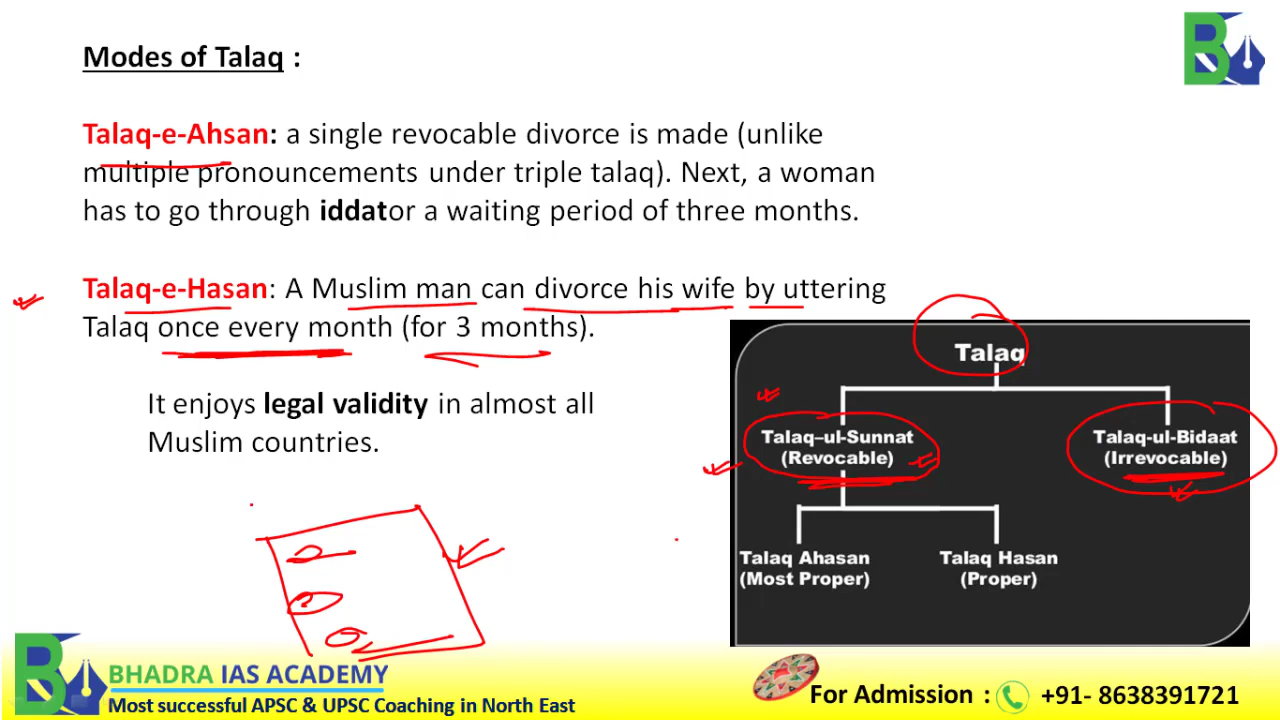 Modes of Talaq :
Talaq-e-Ahsan: a single revocable divorce is made (unlike
multiple pronouncements under triple talaq). Next, a woman
has to go through iddator a waiting period of three months.
Talaq-e-Hasan: A Muslim man can divorce his wife by uttering
Talaq once every month (for 3 months).
It enjoys legal validity in almost all
Muslim countries.
Talaq
Talaq–ul-Sunnat
(Revocable)
Talaq-ul-Bidaat
(Irrevocable)
Talaq Ahasan
(Most Proper)
Talaq Hasan
(Proper)
BHADRA IAS ACADEMY
Most successful APSC & UPSC Coaching in North East
For Admission : +91- 8638391721